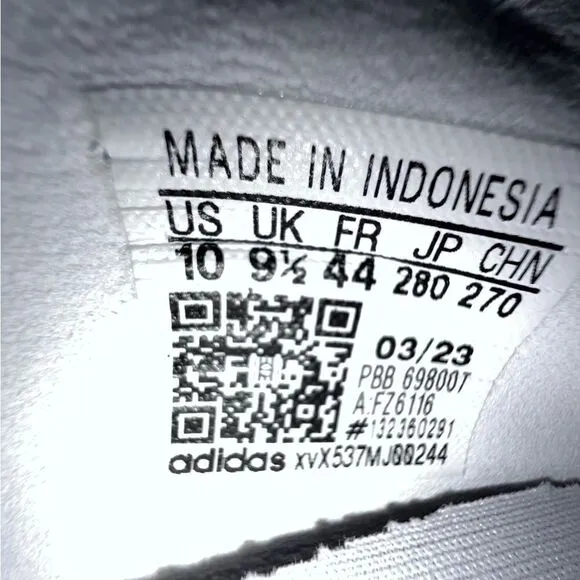 MADE IN INDONESIA
US UK FR JP CHN
10 9½ 44 280 270
03/23
PBB 698007
A:FZ6116
#132360291
adidas xvX537MJ00244